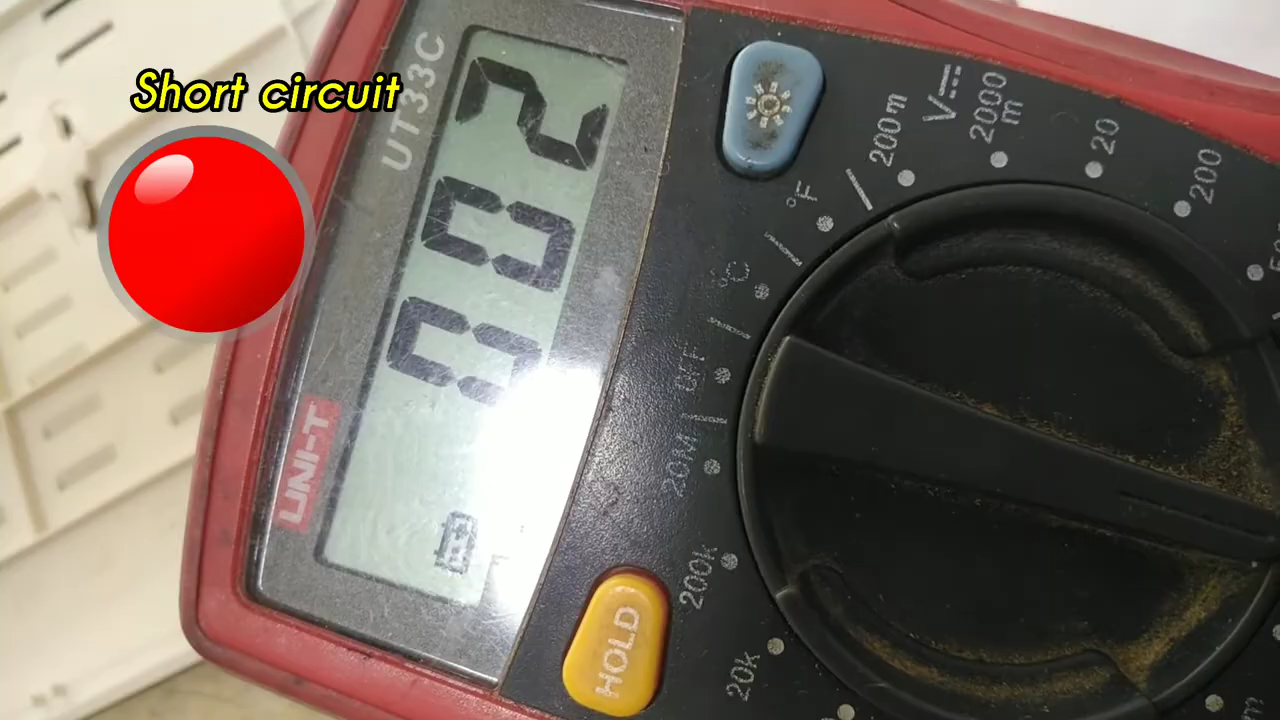 Short circuit
UT33C
UNI-T
002
HOLD
V
200m
2000
m
20
200
°F
°C
OFF
20M
200k
20k